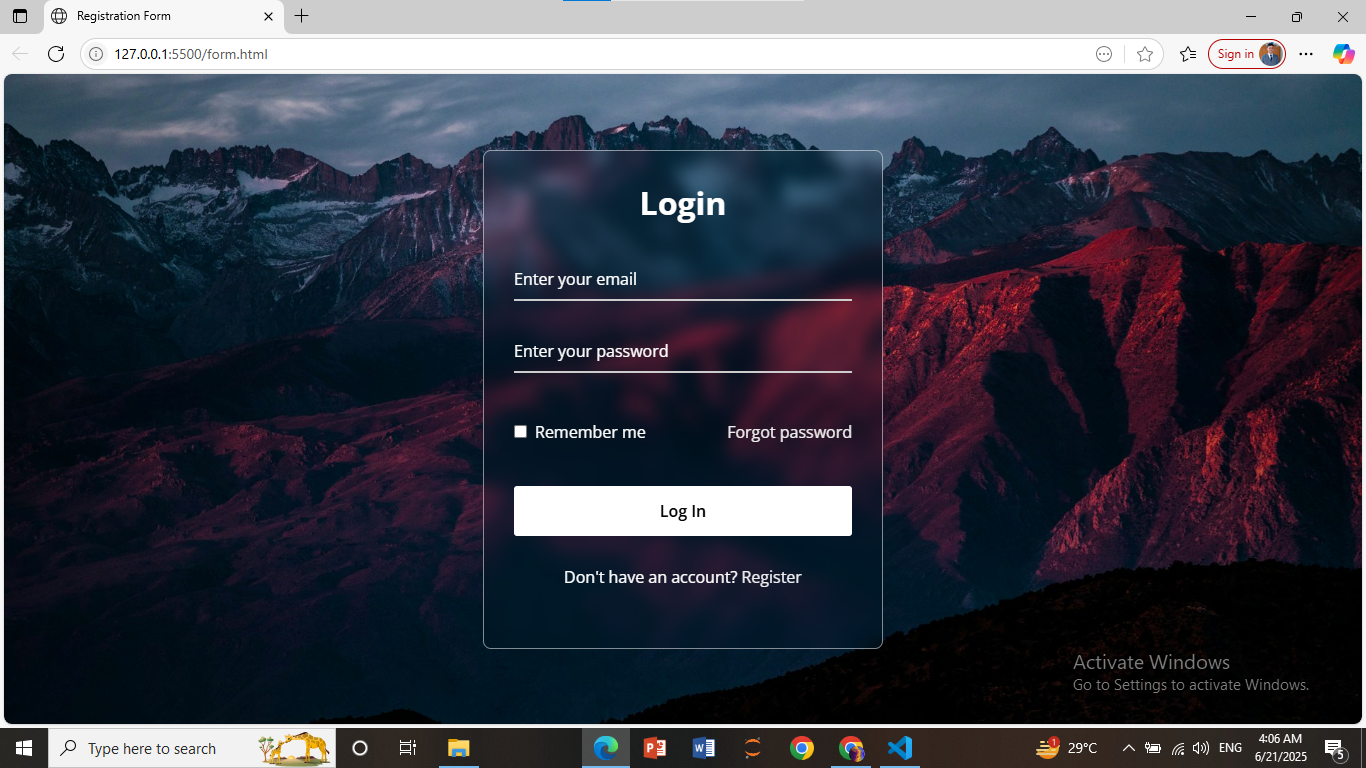 Registration Form
127.0.0.1:5500/form.html
Sign in
Login
Enter your email
Enter your password
Remember me
Forgot password
Log In
Don't have an account? Register
Activate Windows
Go to Settings to activate Windows.
Type here to search
1
29°C
ENG
4:06 AM
6/21/2025
5